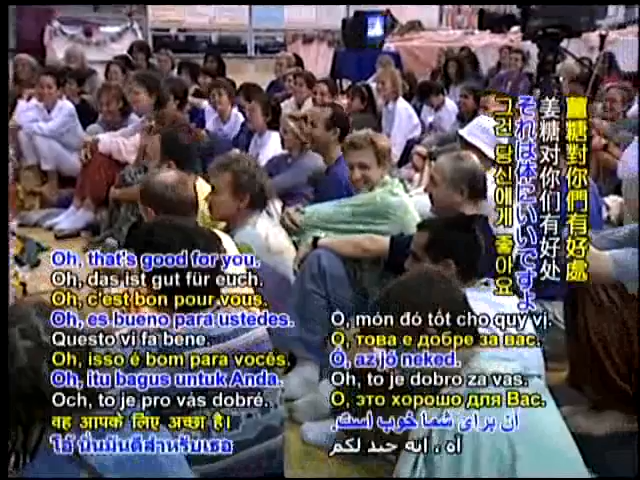 薑糖對你們有好處
姜糖对你们有好处
それは体にいいですよ
그건 당신에게 좋아요
Oh, that's good for you.
Oh, das ist gut für euch.
Oh, c'est bon pour vous.
Oh, es bueno para ustedes.
Questo vi fa bene.
Oh, isso é bom para vocês.
Oh, itu bagus untuk Anda.
Och, to je pro vás dobré.
वह आपके लिए अच्छा है।
โอ้ นั่นมันดีสำหรับเธอ
O, món đó tốt cho quý vị.
О, това е добре за вас.
Ó, az jó neked.
Oh, to je dobro za vas.
О, это хорошо для Вас.
آن برای شما خوب است.
اه ، انه جيد لكم